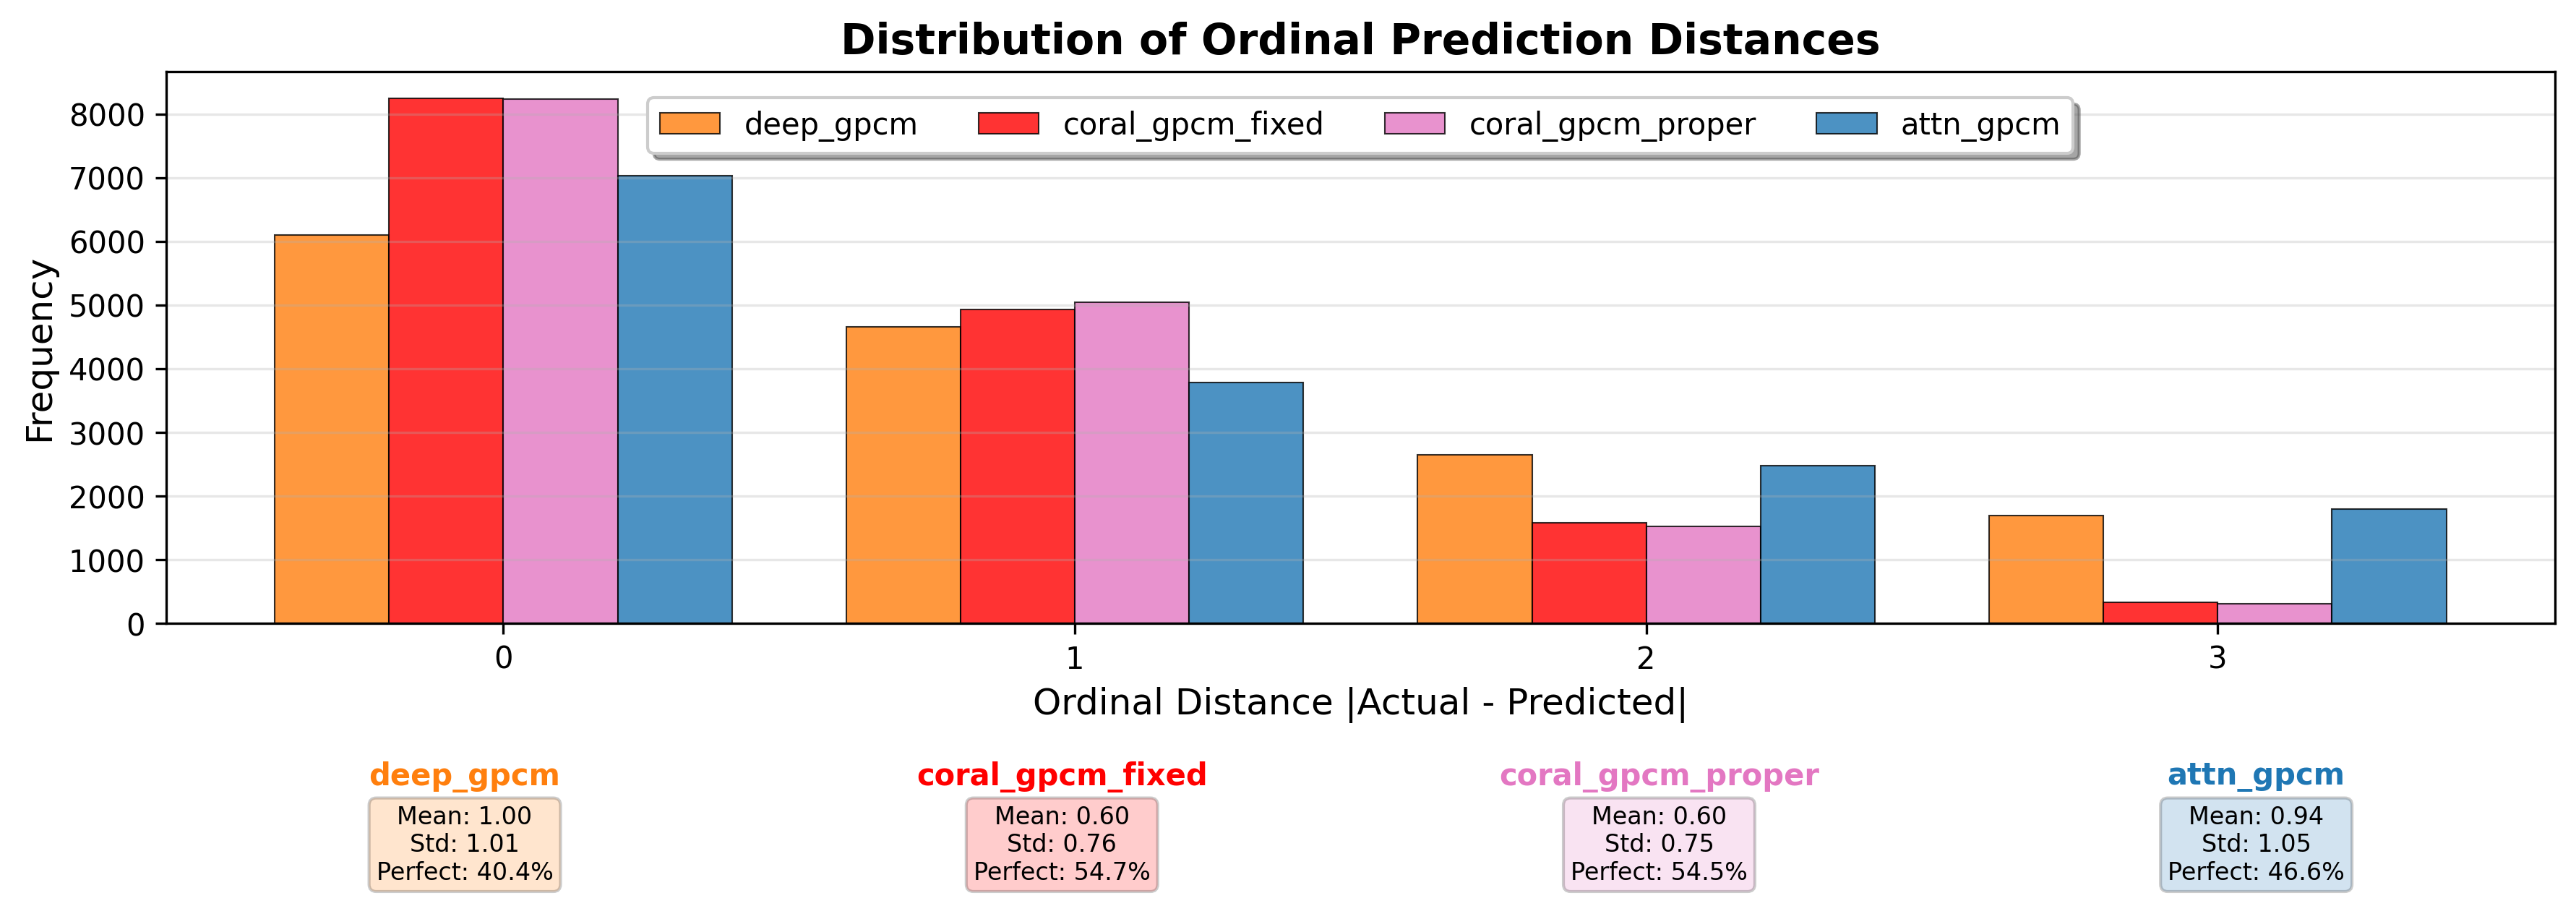 Distribution of Ordinal Prediction Distances
deep_gpcm
coral_gpcm_fixed
coral_gpcm_proper
attn_gpcm
Frequency
8000
7000
6000
5000
4000
3000
2000
1000
0
0
1
2
3
Ordinal Distance |Actual - Predicted|
deep_gpcm
Mean: 1.00
Std: 1.01
Perfect: 40.4%
coral_gpcm_fixed
Mean: 0.60
Std: 0.76
Perfect: 54.7%
coral_gpcm_proper
Mean: 0.60
Std: 0.75
Perfect: 54.5%
attn_gpcm
Mean: 0.94
Std: 1.05
Perfect: 46.6%